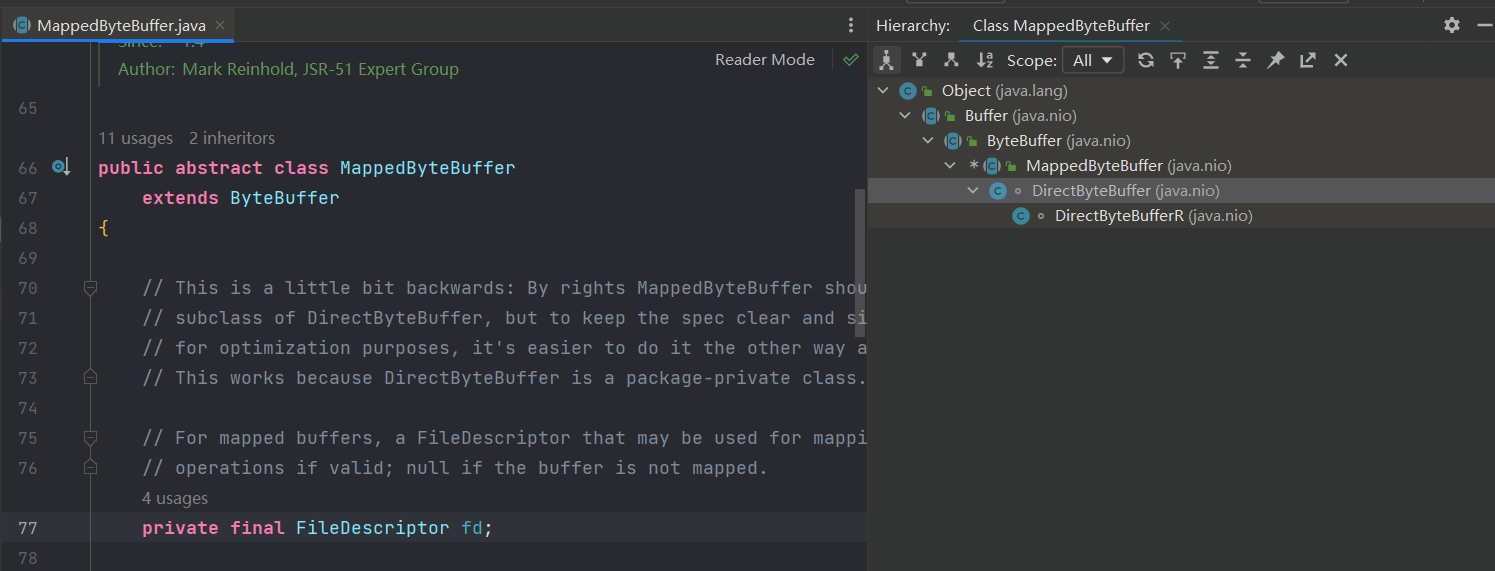 MappedByteBuffer.java
Since: 1.4
Author: Mark Reinhold, JSR-51 Expert Group
Reader Mode
65
11 usages 2 inheritors
66 public abstract class MappedByteBuffer
67 extends ByteBuffer
68 {
69
70 // This is a little bit backwards: By rights MappedByteBuffer shou
71 // subclass of DirectByteBuffer, but to keep the spec clear and si
72 // for optimization purposes, it's easier to do it the other way a
73 // This works because DirectByteBuffer is a package-private class.
74
75 // For mapped buffers, a FileDescriptor that may be used for mappi
76 // operations if valid; null if the buffer is not mapped.
4 usages
77 private final FileDescriptor fd;
78
Hierarchy: Class MappedByteBuffer
Scope: All
Object (java.lang)
Buffer (java.nio)
ByteBuffer (java.nio)
* MappedByteBuffer (java.nio)
DirectByteBuffer (java.nio)
DirectByteBufferR (java.nio)